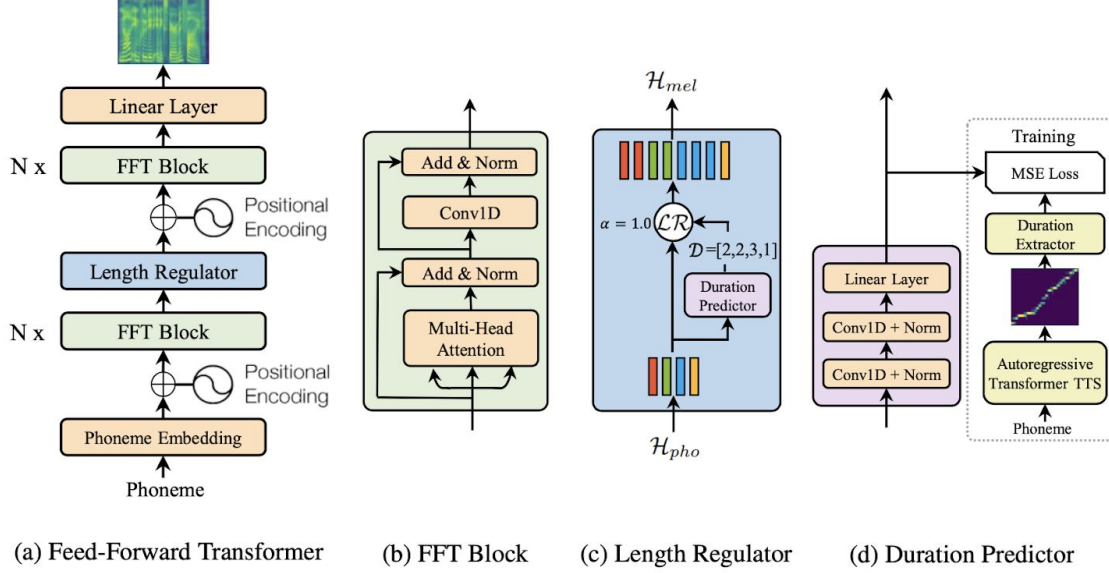 Linear Layer
N x
FFT Block
Positional
Encoding
Length Regulator
N x
FFT Block
Positional
Encoding
Phoneme Embedding
Phoneme
(a) Feed-Forward Transformer
Add & Norm
Conv1D
Add & Norm
Multi-Head
Attention
(b) FFT Block
ℋmel
α = 1.0
ℒℛ
𝒟=[2,2,3,1]
Duration
Predictor
ℋpho
(c) Length Regulator
Linear Layer
Conv1D + Norm
Conv1D + Norm
Training
MSE Loss
Duration
Extractor
Autoregressive
Transformer TTS
Phoneme
(d) Duration Predictor